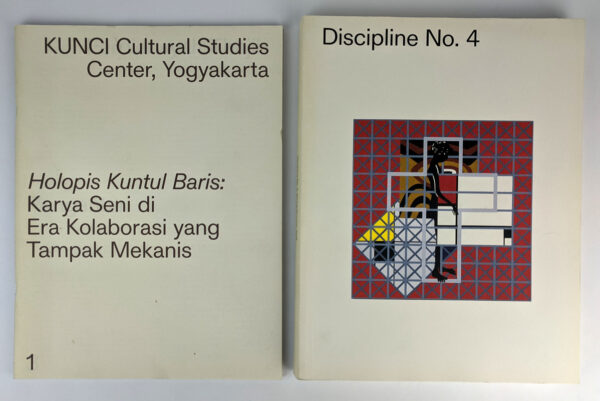 KUNCI Cultural Studies
Center, Yogyakarta
Holopis Kuntul Baris:
Karya Seni di
Era Kolaborasi yang
Tampak Mekanis
1
Discipline No. 4